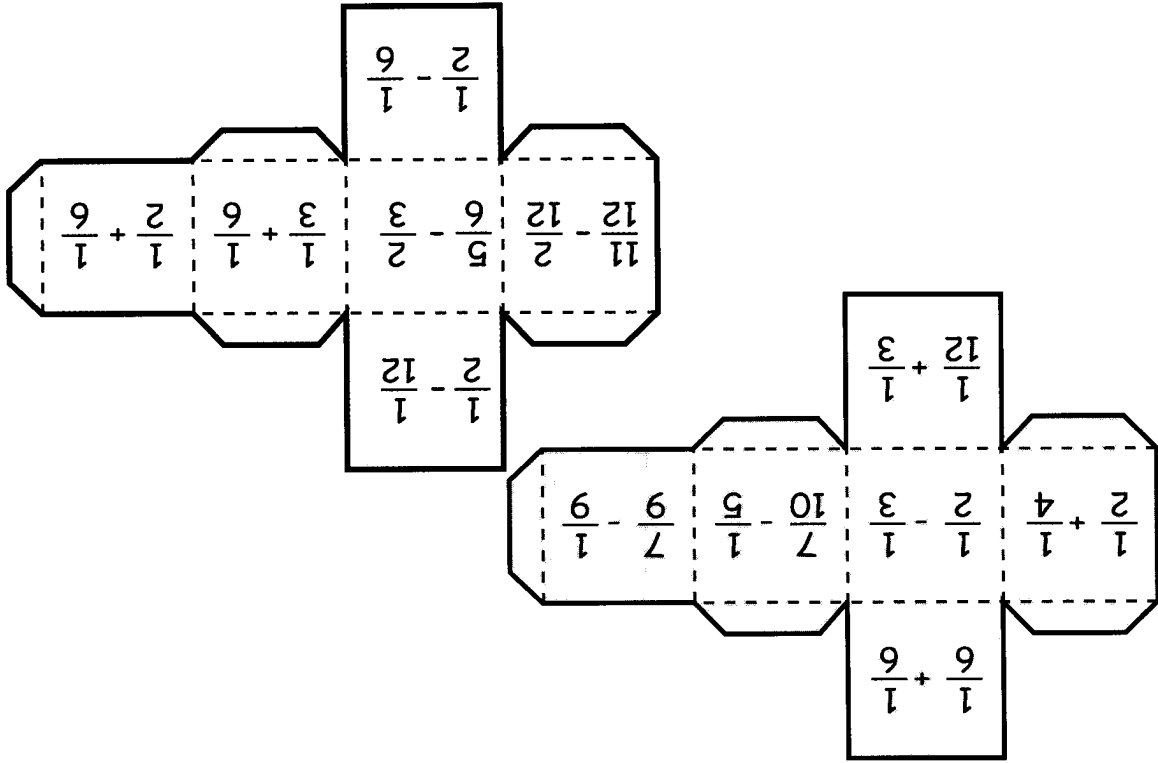 1/6 + 1/6
1/2 + 1/4   1/2 - 1/3   7/10 - 1/5   7/9 - 1/9
1/12 + 1/3
1/2 - 1/12
11/12 - 2/12   5/6 - 2/3   1/3 + 1/6   1/2 + 1/6
1/2 - 1/6